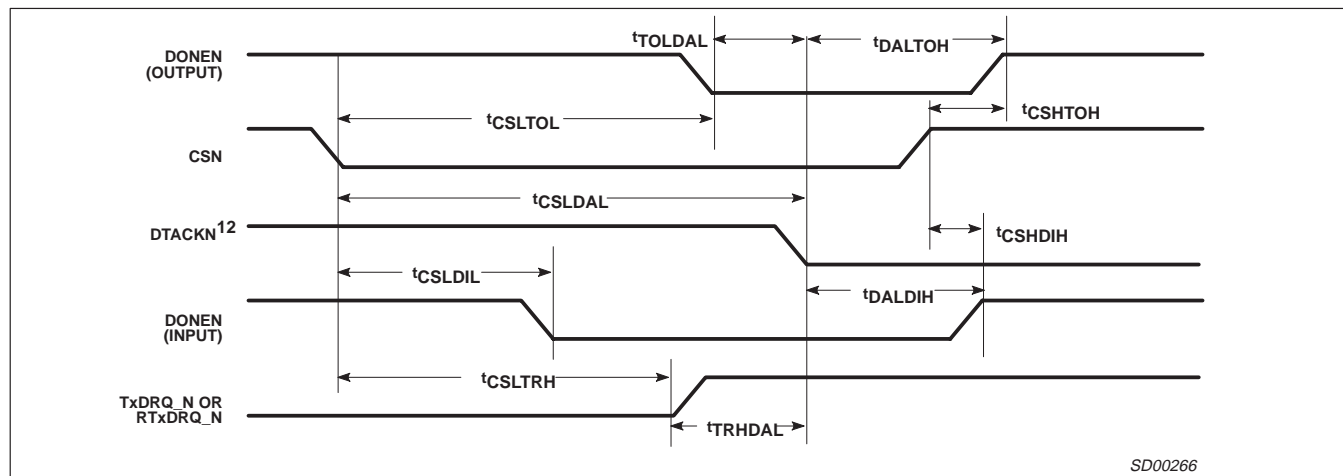 tTOLDAL
tDALTOH
DONEN
(OUTPUT)
tCSLTOL
tCSHTOH
CSN
tCSLDAL
DTACKN12
tCSHDIH
tCSLDIL
tDALDIH
DONEN
(INPUT)
tCSLTRH
TxDRQ_N OR
RTxDRQ_N
tTRHDAL
SD00266